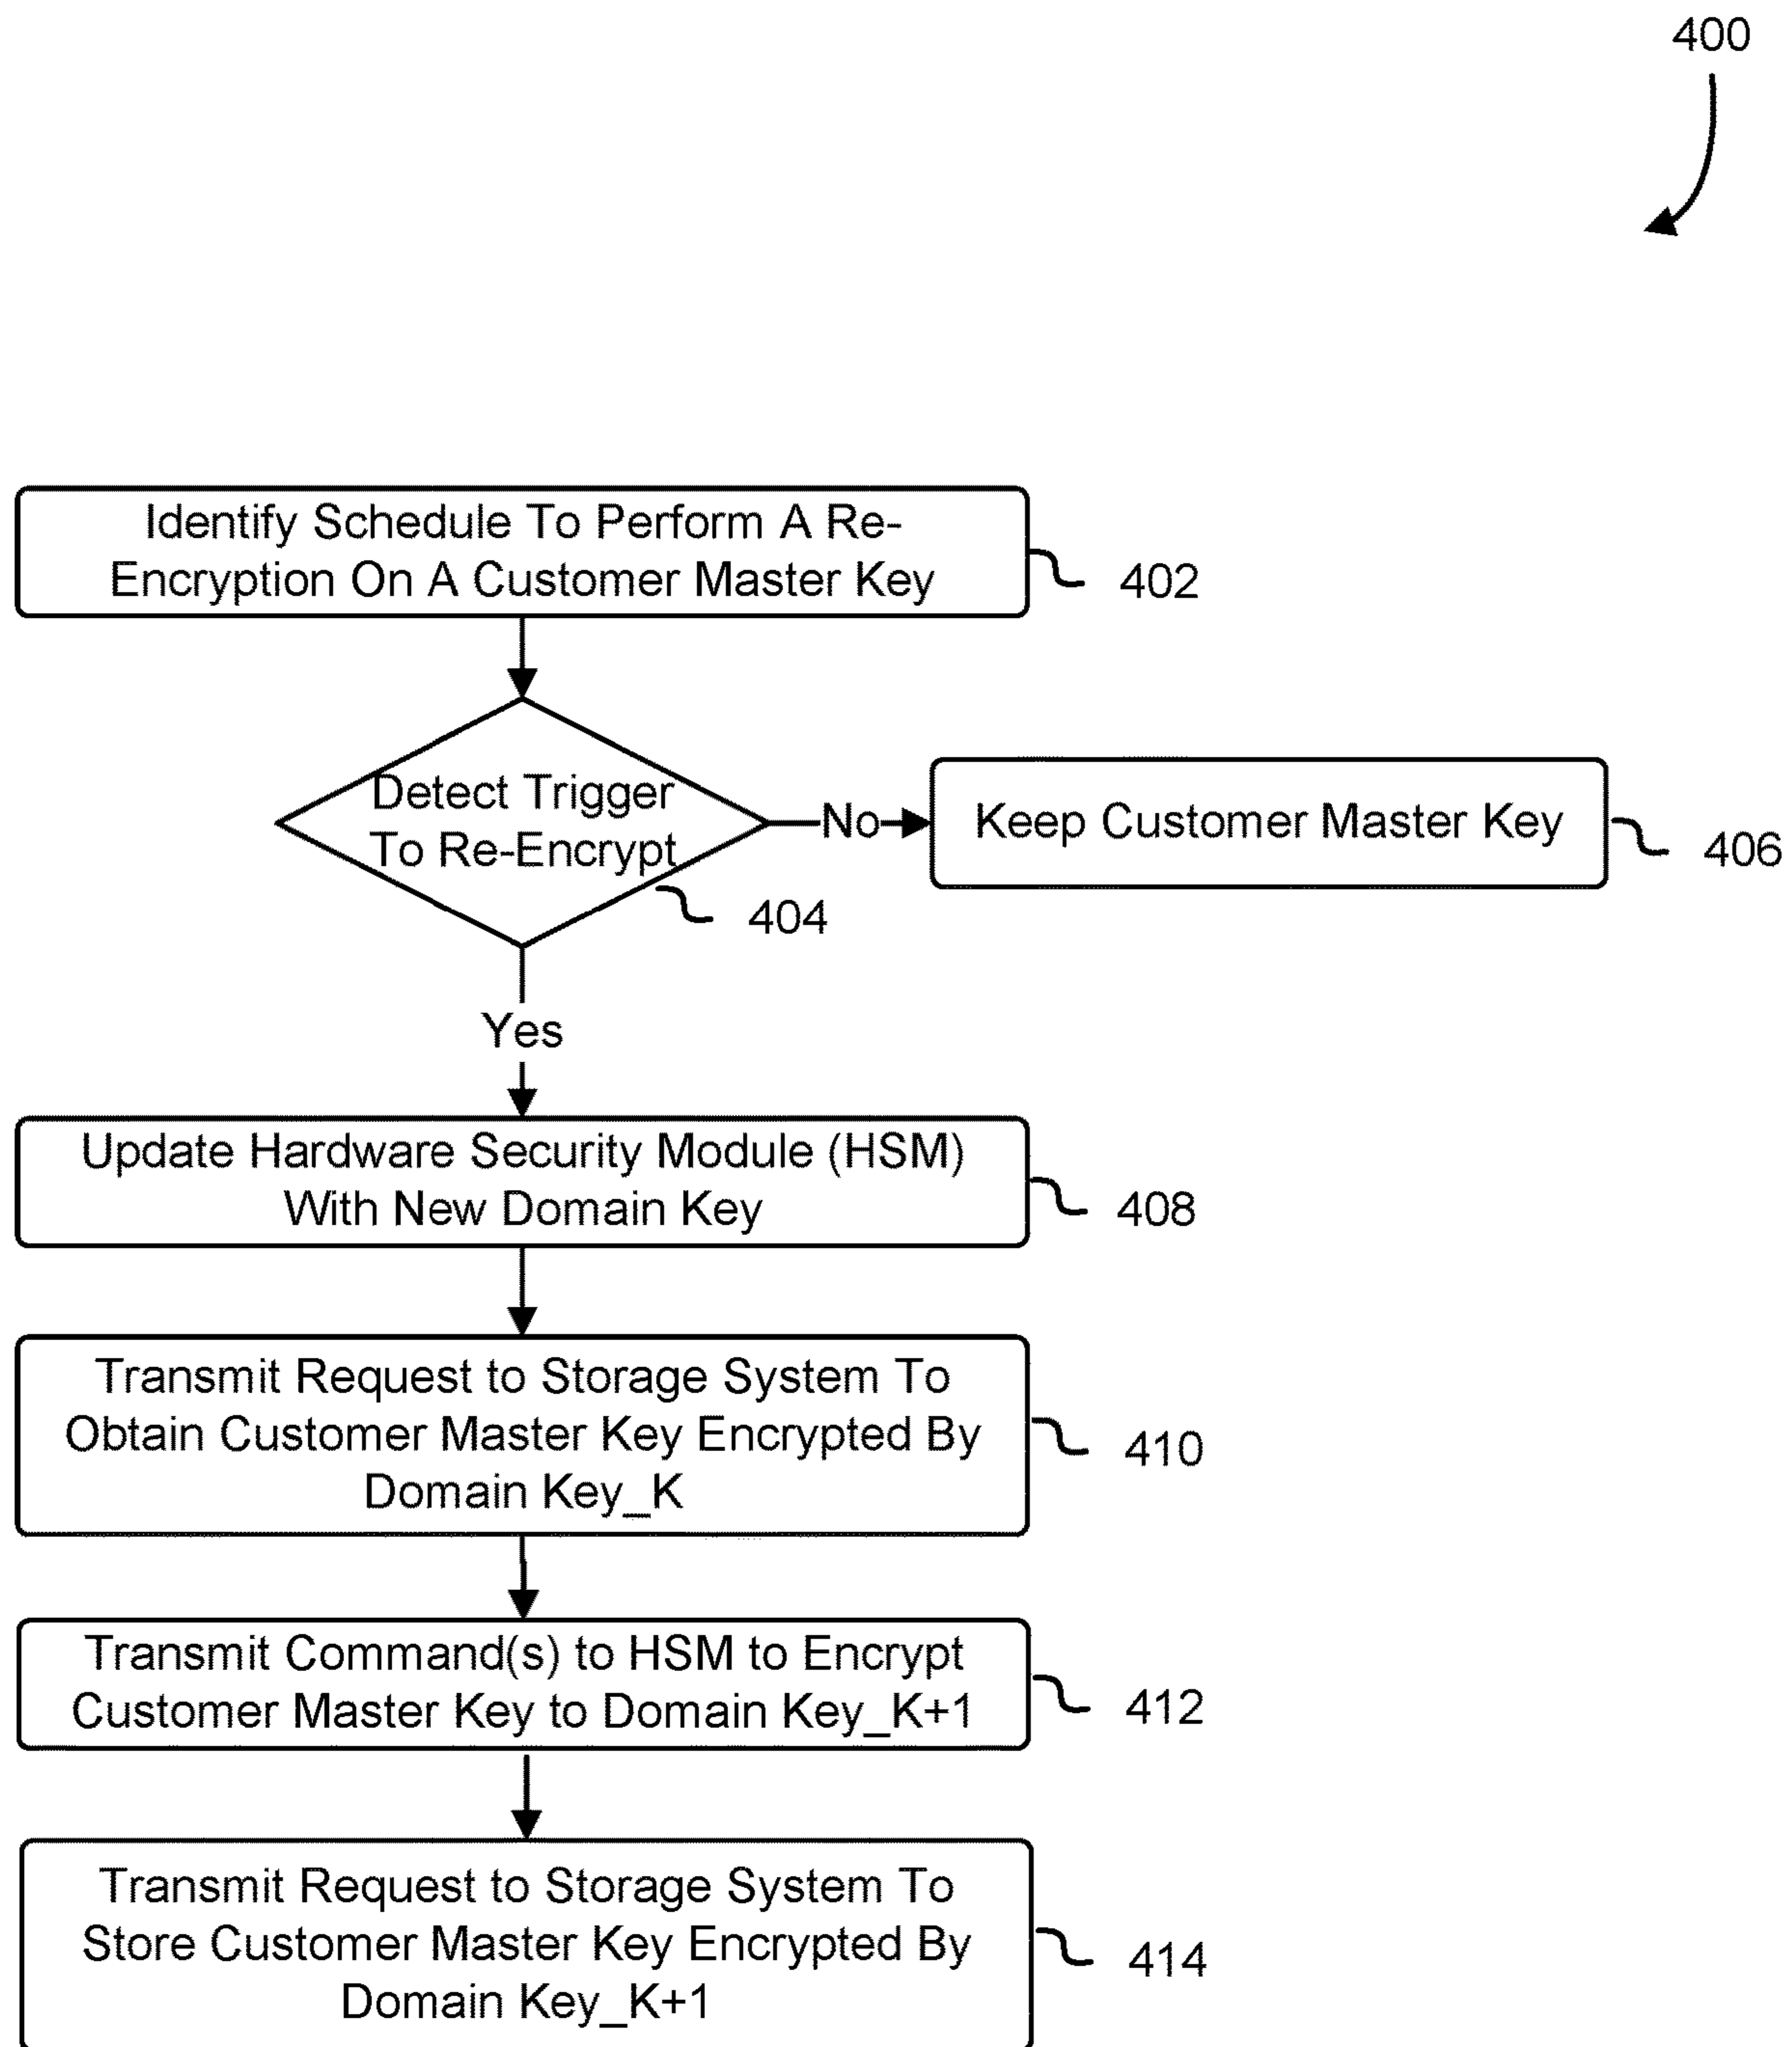 400
Identify Schedule To Perform A Re-
Encryption On A Customer Master Key
402
Detect Trigger
To Re-Encrypt
404
No
Keep Customer Master Key
406
Yes
Update Hardware Security Module (HSM)
With New Domain Key
408
Transmit Request to Storage System To
Obtain Customer Master Key Encrypted By
Domain Key_K
410
Transmit Command(s) to HSM to Encrypt
Customer Master Key to Domain Key_K+1
412
Transmit Request to Storage System To
Store Customer Master Key Encrypted By
Domain Key_K+1
414